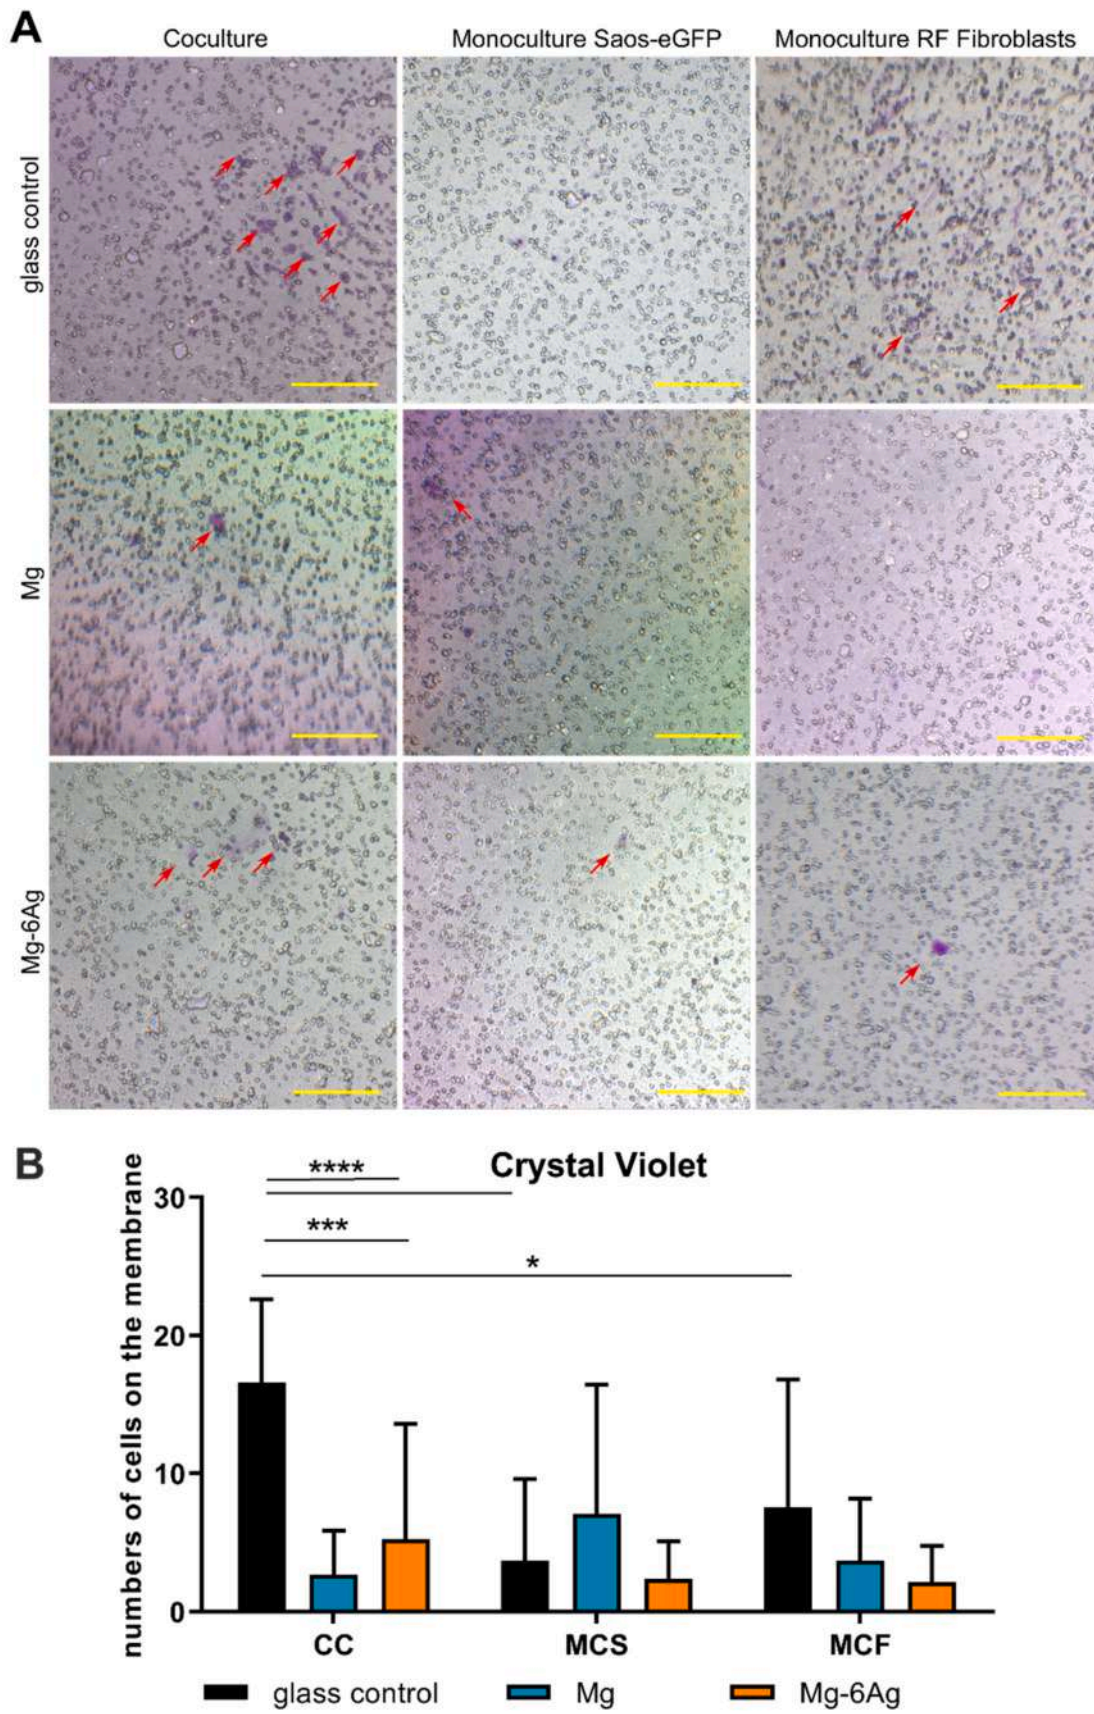 A
Coculture Monoculture Saos-eGFP Monoculture RF Fibroblasts
glass control
Mg
Mg-6Ag
B
Crystal Violet
numbers of cells on the membrane
30
20
10
0
****
***
*
CC MCS MCF
glass control Mg Mg-6Ag